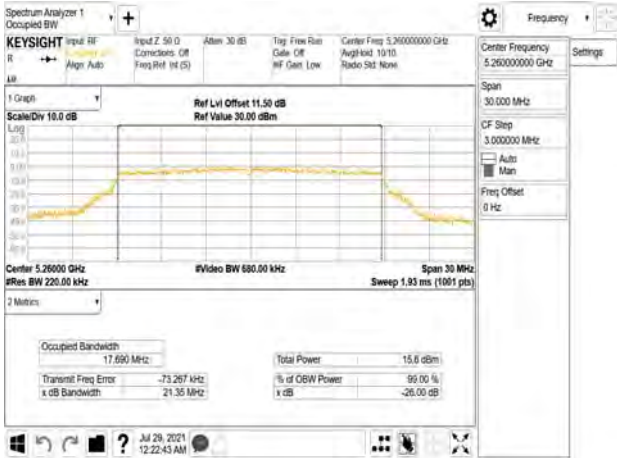 Spectrum Analyzer 1
Occupied BW
+
Frequency
KEYSIGHT
R
Input: RF
Align: Auto
Input Z: 50 Ω
Corrections: Off
Freq Ref: Int (S)
Atten: 30 dB
Trig: Free Run
Gate: Off
#IF Gain: Low
Center Freq: 5.260000000 GHz
Avg|Hold: 10/10
Radio Std: None
Center Frequency
5.260000000 GHz
Settings
Span
30.000 MHz
CF Step
3.000000 MHz
Auto
Man
Freq Offset
0 Hz
1 Graph
Scale/Div 10.0 dB
Ref Lvl Offset 11.50 dB
Ref Value 30.00 dBm
Log
Center 5.26000 GHz
#Res BW 220.00 kHz
#Video BW 680.00 kHz
Span 30 MHz
Sweep 1.93 ms (1001 pts)
2 Metrics
Occupied Bandwidth
17.690 MHz
Total Power
15.6 dBm
Transmit Freq Error
-73.267 kHz
% of OBW Power
99.00 %
x dB Bandwidth
21.35 MHz
x dB
-26.00 dB
?
Jul 29, 2021
12:22:43 AM